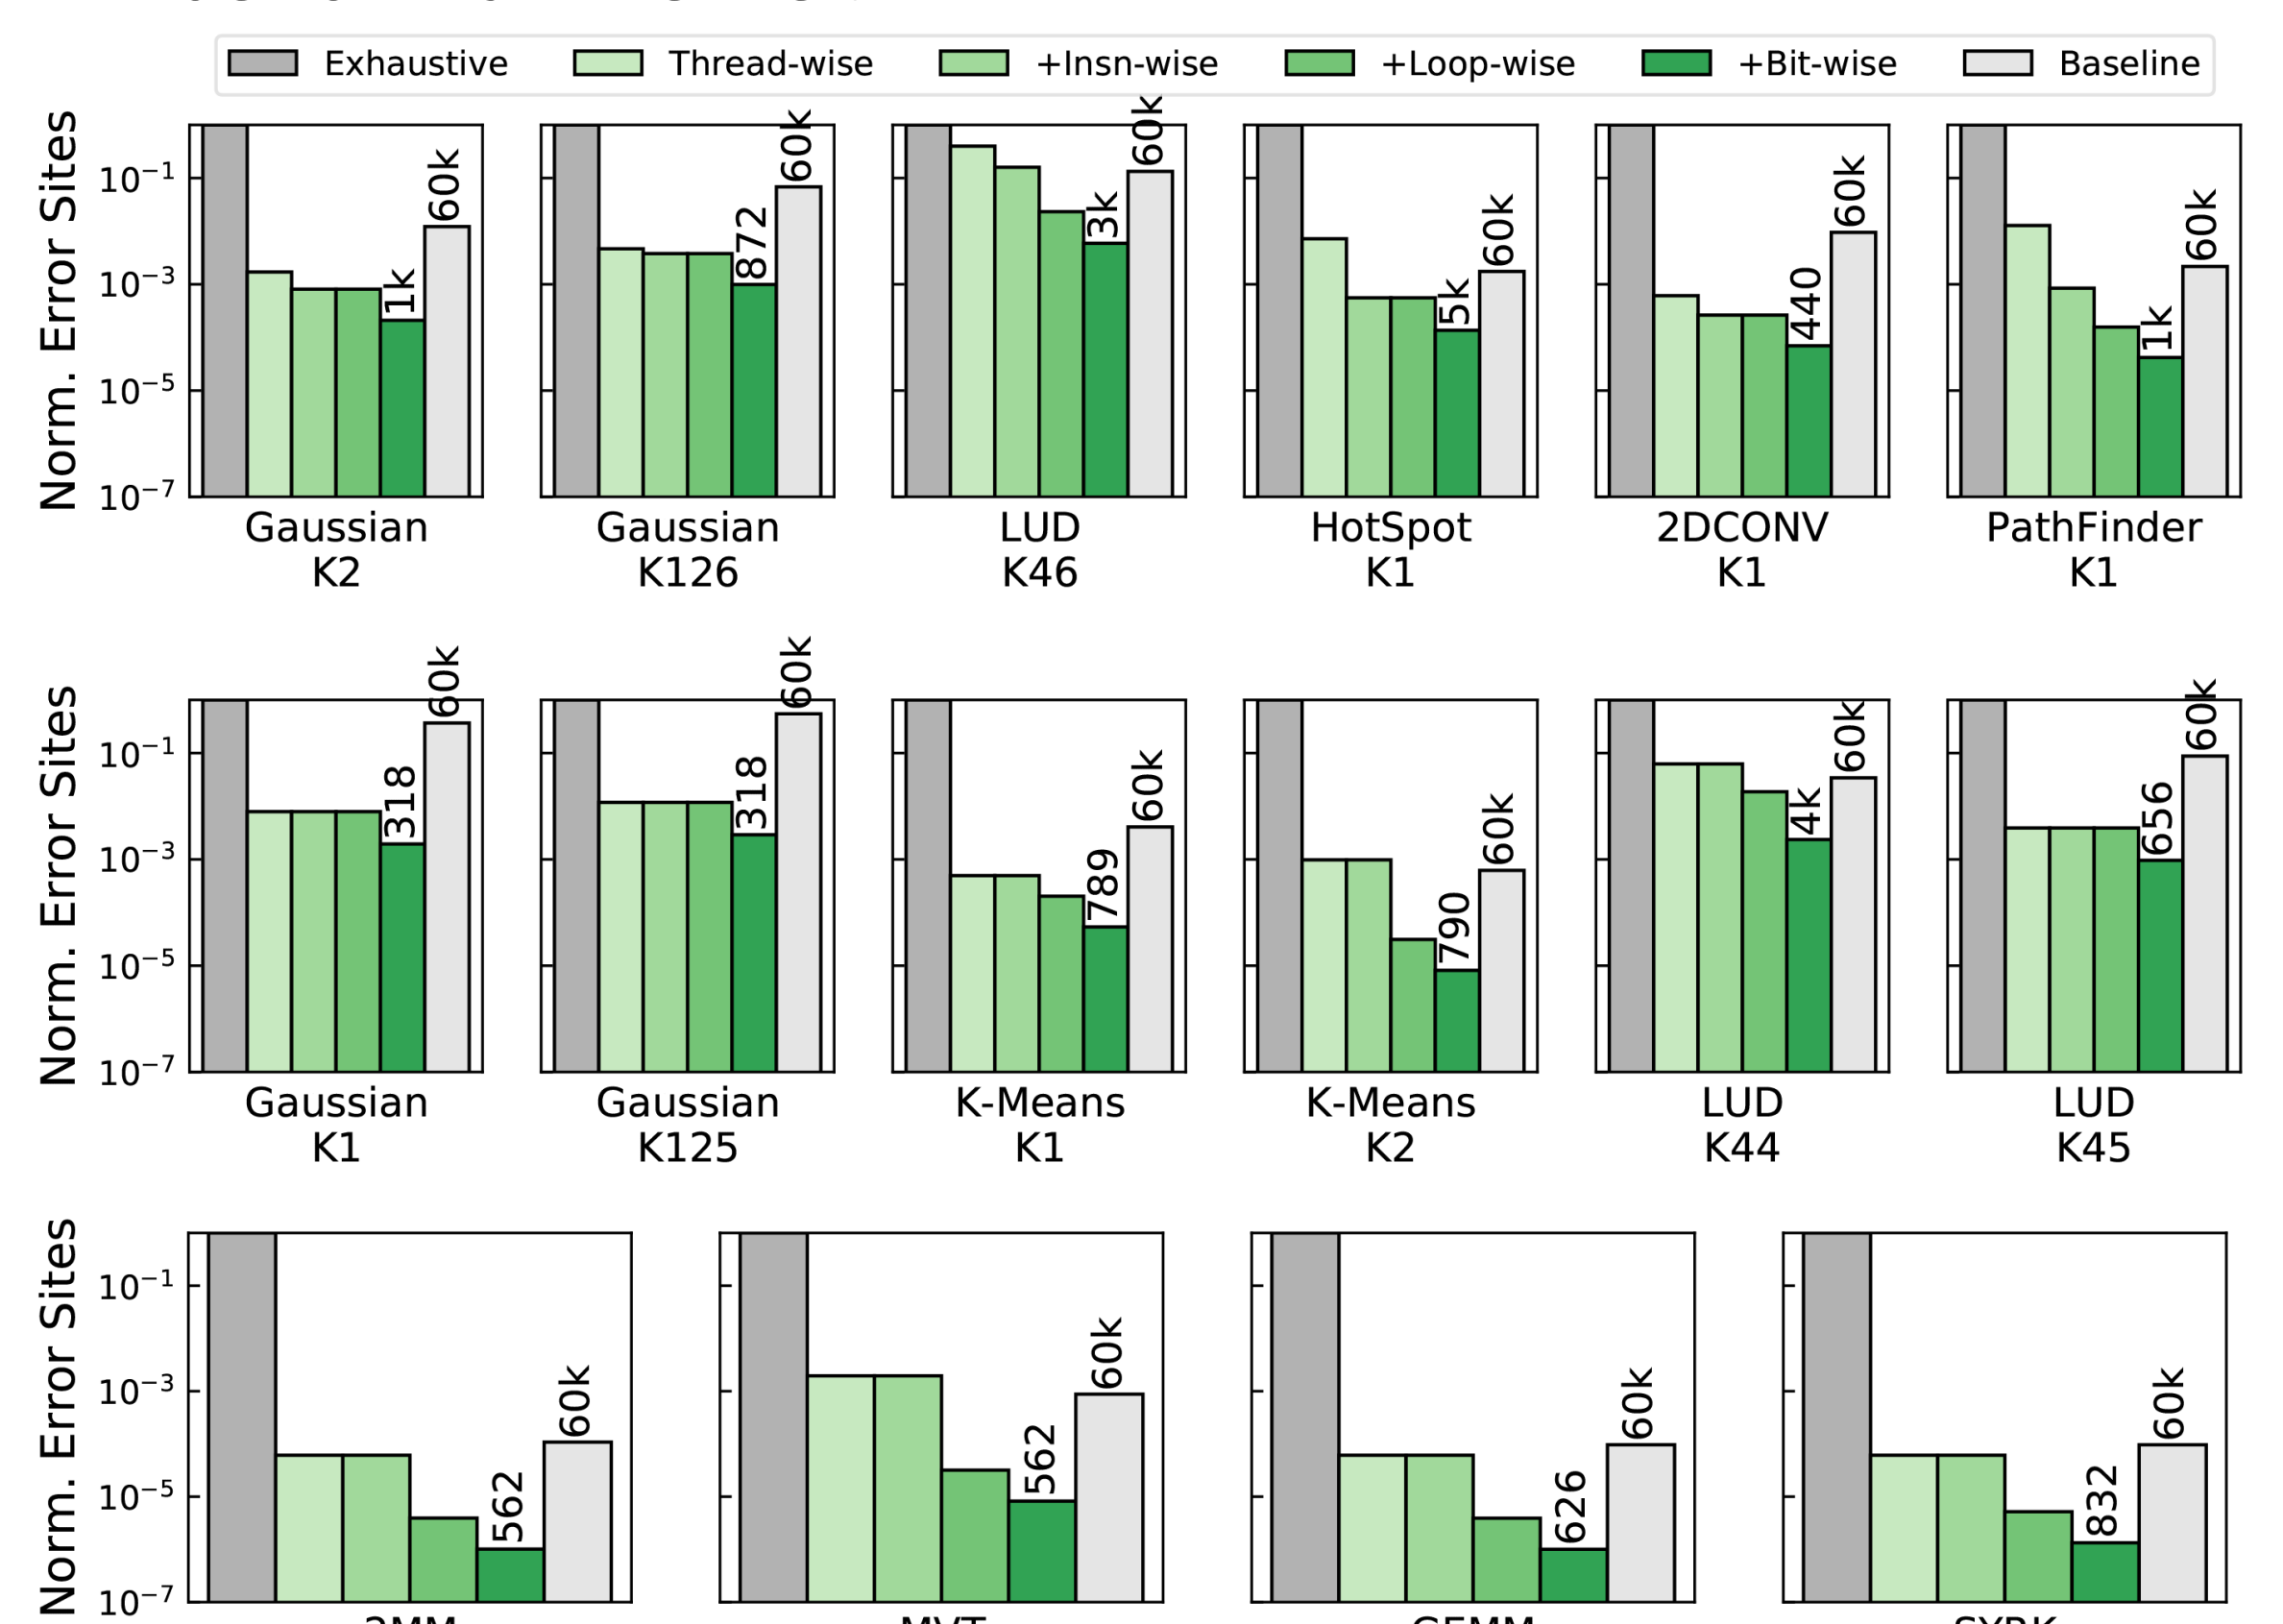 Exhaustive Thread-wise +Insn-wise +Loop-wise +Bit-wise Baseline
Norm. Error Sites
10⁻¹
10⁻³
10⁻⁵
10⁻⁷
1k 60k
872 60k
3k 60k
5k 60k
440 60k
1k 60k
Gaussian K2
Gaussian K126
LUD K46
HotSpot K1
2DCONV K1
PathFinder K1
Norm. Error Sites
10⁻¹
10⁻³
10⁻⁵
10⁻⁷
318 60k
318 60k
789 60k
790 60k
4k 60k
656 60k
Gaussian K1
Gaussian K125
K-Means K1
K-Means K2
LUD K44
LUD K45
Norm. Error Sites
10⁻¹
10⁻³
10⁻⁵
10⁻⁷
562 60k
562 60k
626 60k
832 60k
2MM
MVT
GEMM
SYRK